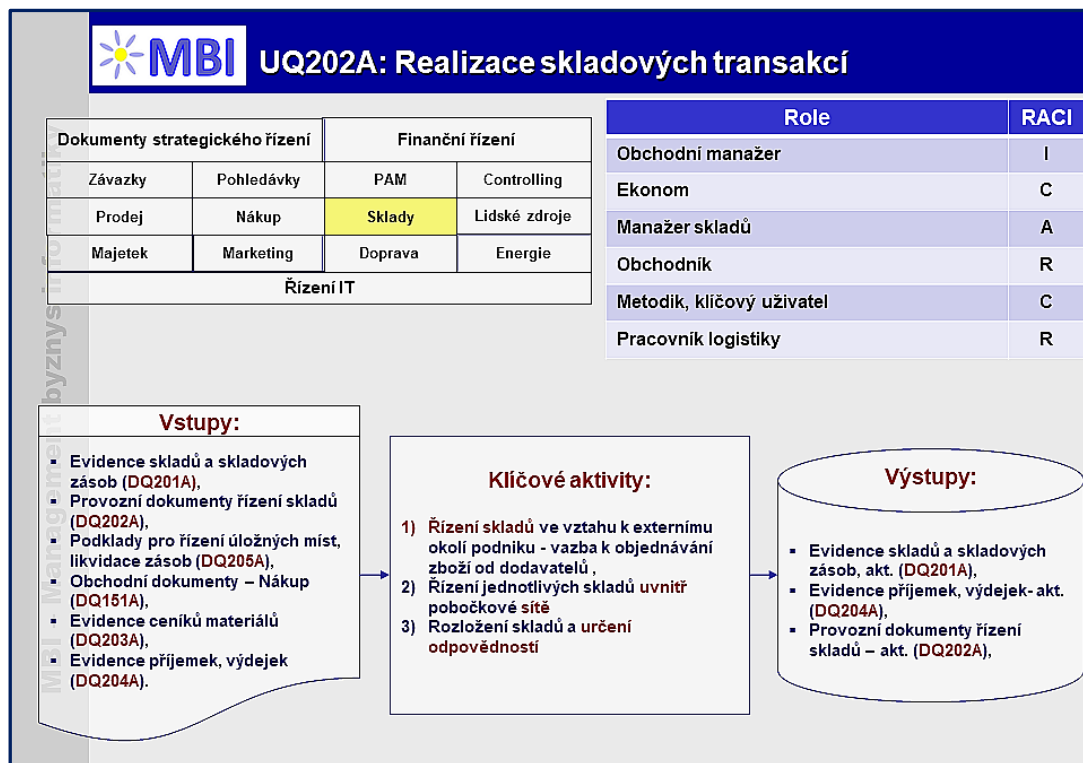 MBI
UQ202A: Realizace skladových transakcí
Dokumenty strategického řízení Finanční řízení
Závazky Pohledávky PAM Controlling
Prodej Nákup Sklady Lidské zdroje
Majetek Marketing Doprava Energie
Řízení IT
Role RACI
Obchodní manažer I
Ekonom C
Manažer skladů A
Obchodník R
Metodik, klíčový uživatel C
Pracovník logistiky R
MBI - Management byznys informatiky
Vstupy:
▪ Evidence skladů a skladových
zásob (DQ201A),
▪ Provozní dokumenty řízení skladů
(DQ202A),
▪ Podklady pro řízení úložných míst,
likvidace zásob (DQ205A),
▪ Obchodní dokumenty – Nákup
(DQ151A),
▪ Evidence ceníků materiálů
(DQ203A),
▪ Evidence příjemek, výdejek
(DQ204A).
Klíčové aktivity:
1) Řízení skladů ve vztahu k externímu
okolí podniku - vazba k objednávání
zboží od dodavatelů ,
2) Řízení jednotlivých skladů uvnitř
pobočkové sítě
3) Rozložení skladů a určení
odpovědností
Výstupy:
▪ Evidence skladů a skladových
zásob, akt. (DQ201A),
▪ Evidence příjemek, výdejek- akt.
(DQ204A),
▪ Provozní dokumenty řízení
skladů – akt. (DQ202A),